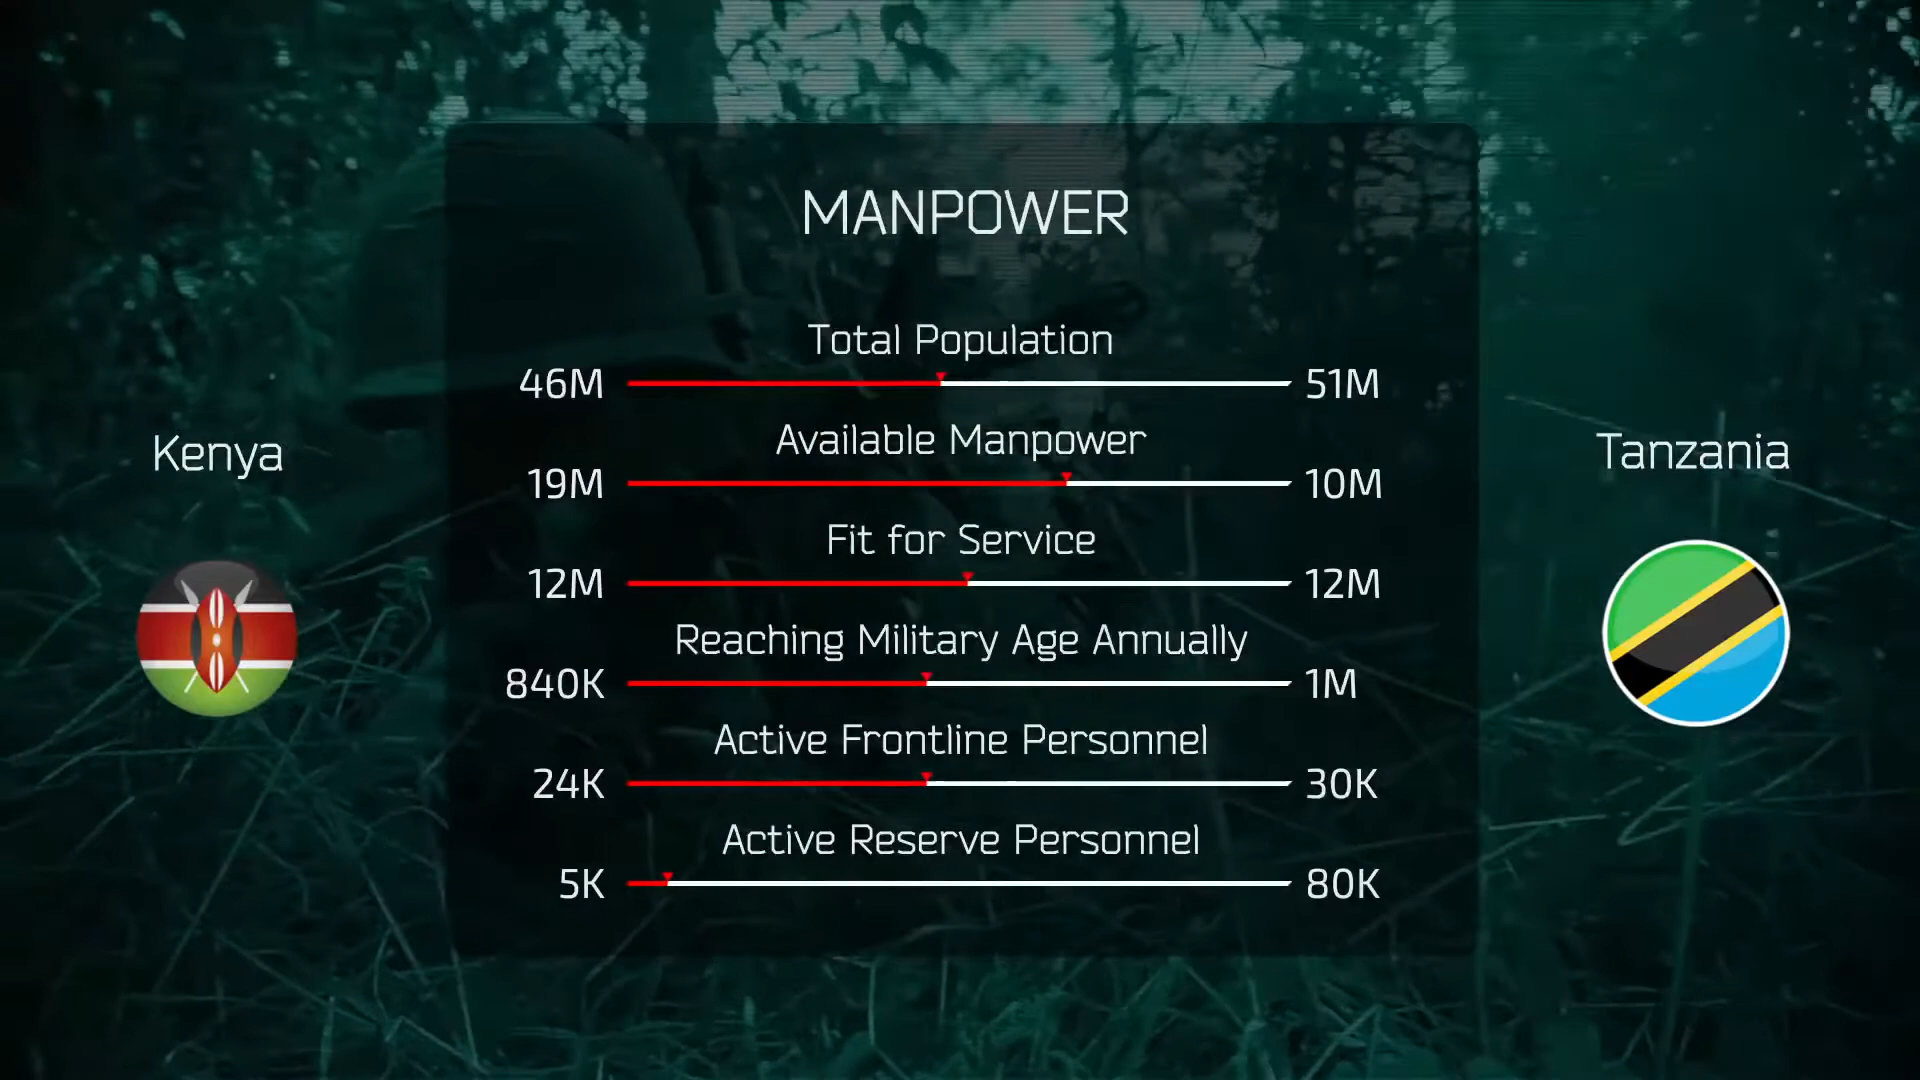 MANPOWER
Total Population
46M 51M
Available Manpower
19M 10M
Kenya
Tanzania
Fit for Service
12M 12M
Reaching Military Age Annually
840K 1M
Active Frontline Personnel
24K 30K
Active Reserve Personnel
5K 80K